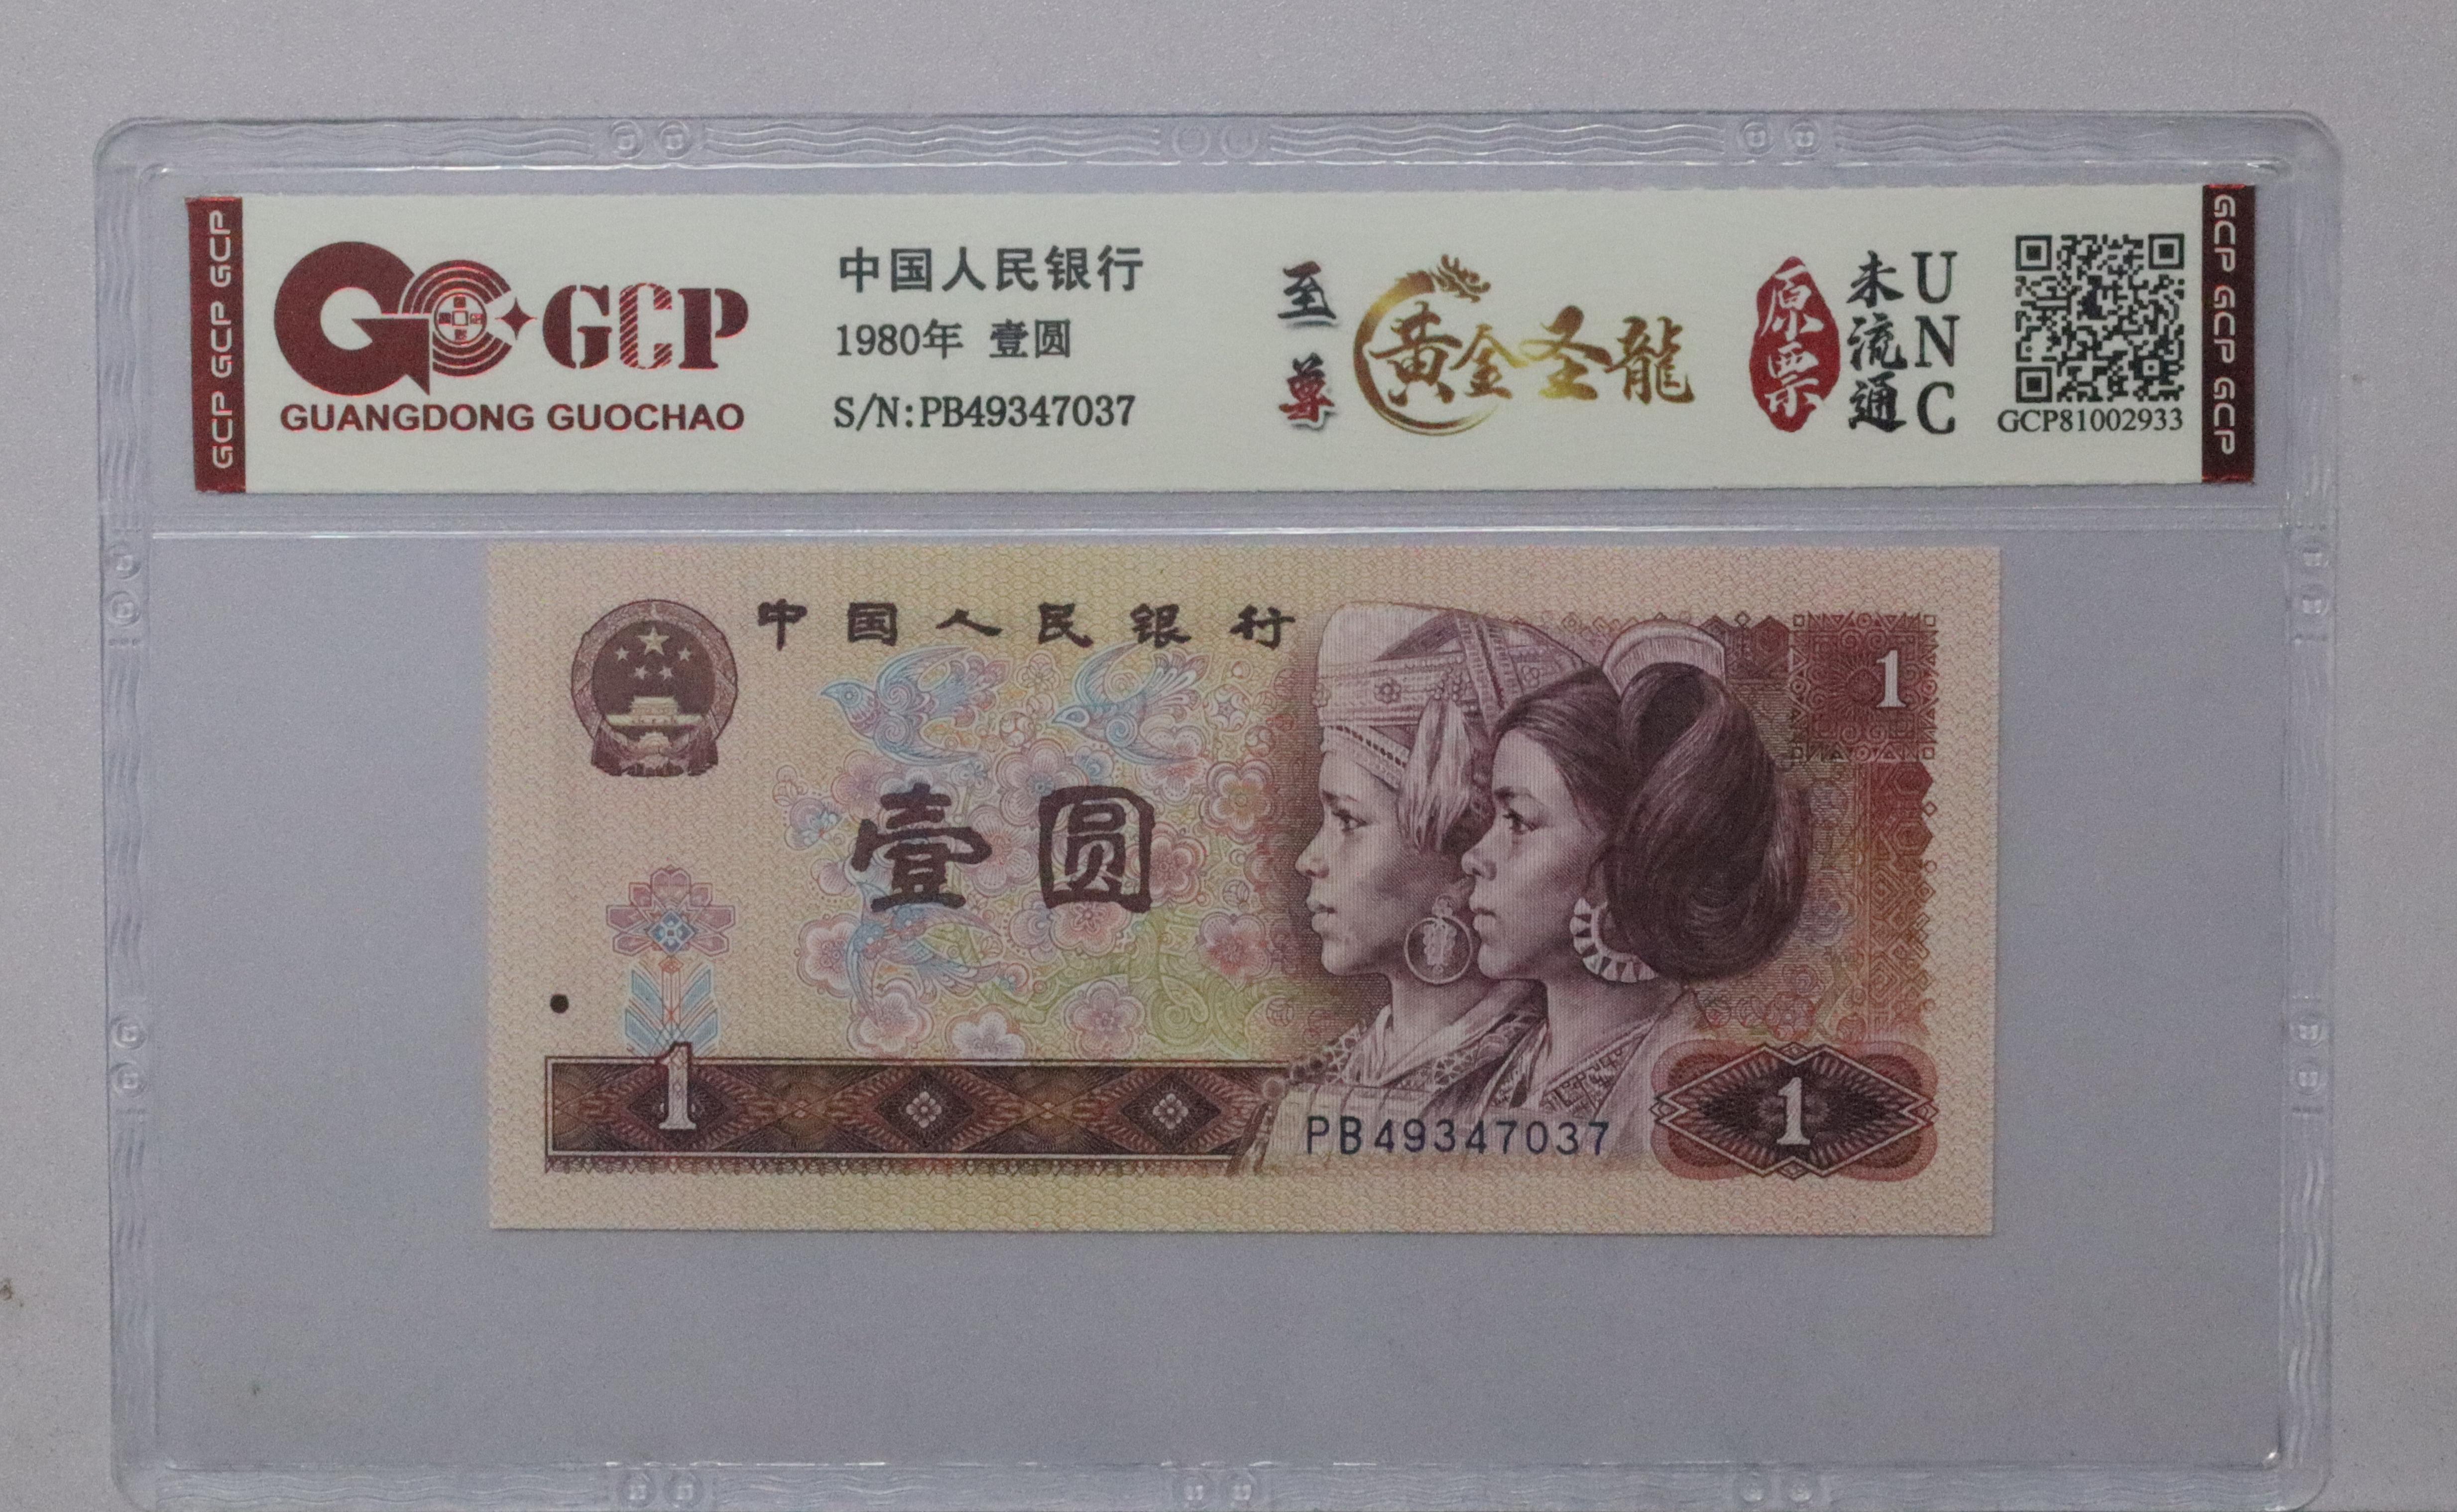 GCP GCP GCP
GCP
GUANGDONG GUOCHAO
中国人民银行
1980年 壹圆
S/N:PB49347037
至尊
黄金圣龍
原票
未流通
UNC
GCP81002933
GCP GCP GCP
中国人民银行
1
壹圆
1
PB49347037
1